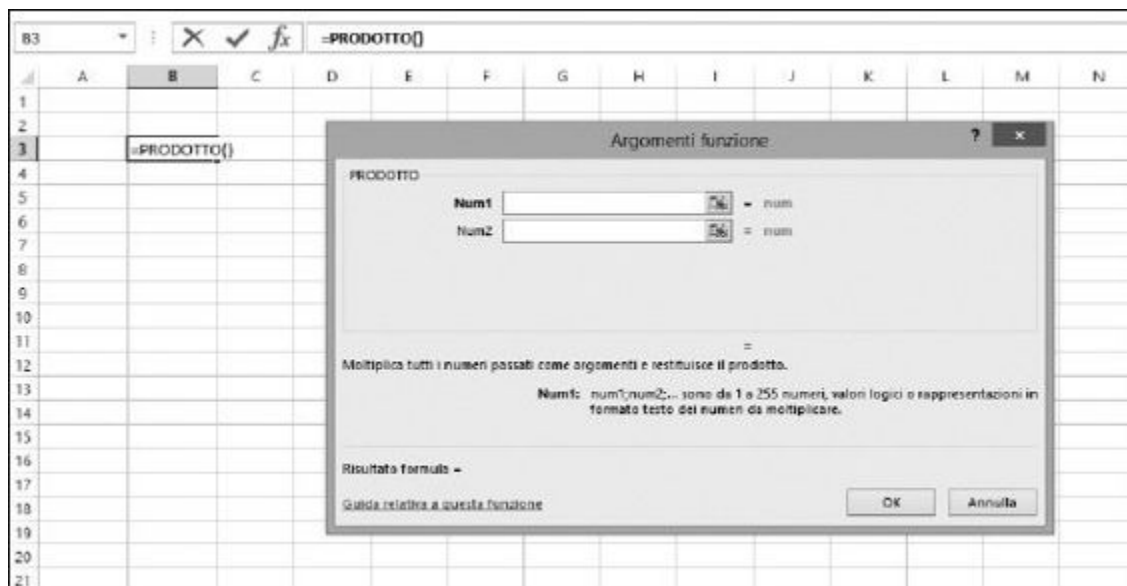 B3 =PRODOTTO()
A B C D E F G H I J K L M N
1
2
3 =PRODOTTO()
4
5
6
7
8
9
10
11
12
13
14
15
16
17
18
19
20
21
Argomenti funzione ? ×
PRODOTTO
Num1 = num
Num2 = num
=
Moltiplica tutti i numeri passati come argomenti e restituisce il prodotto.
Num1: num1;num2;... sono da 1 a 255 numeri, valori logici o rappresentazioni in
formato testo dei numeri da moltiplicare.
Risultato formula =
Guida relativa a questa funzione OK Annulla